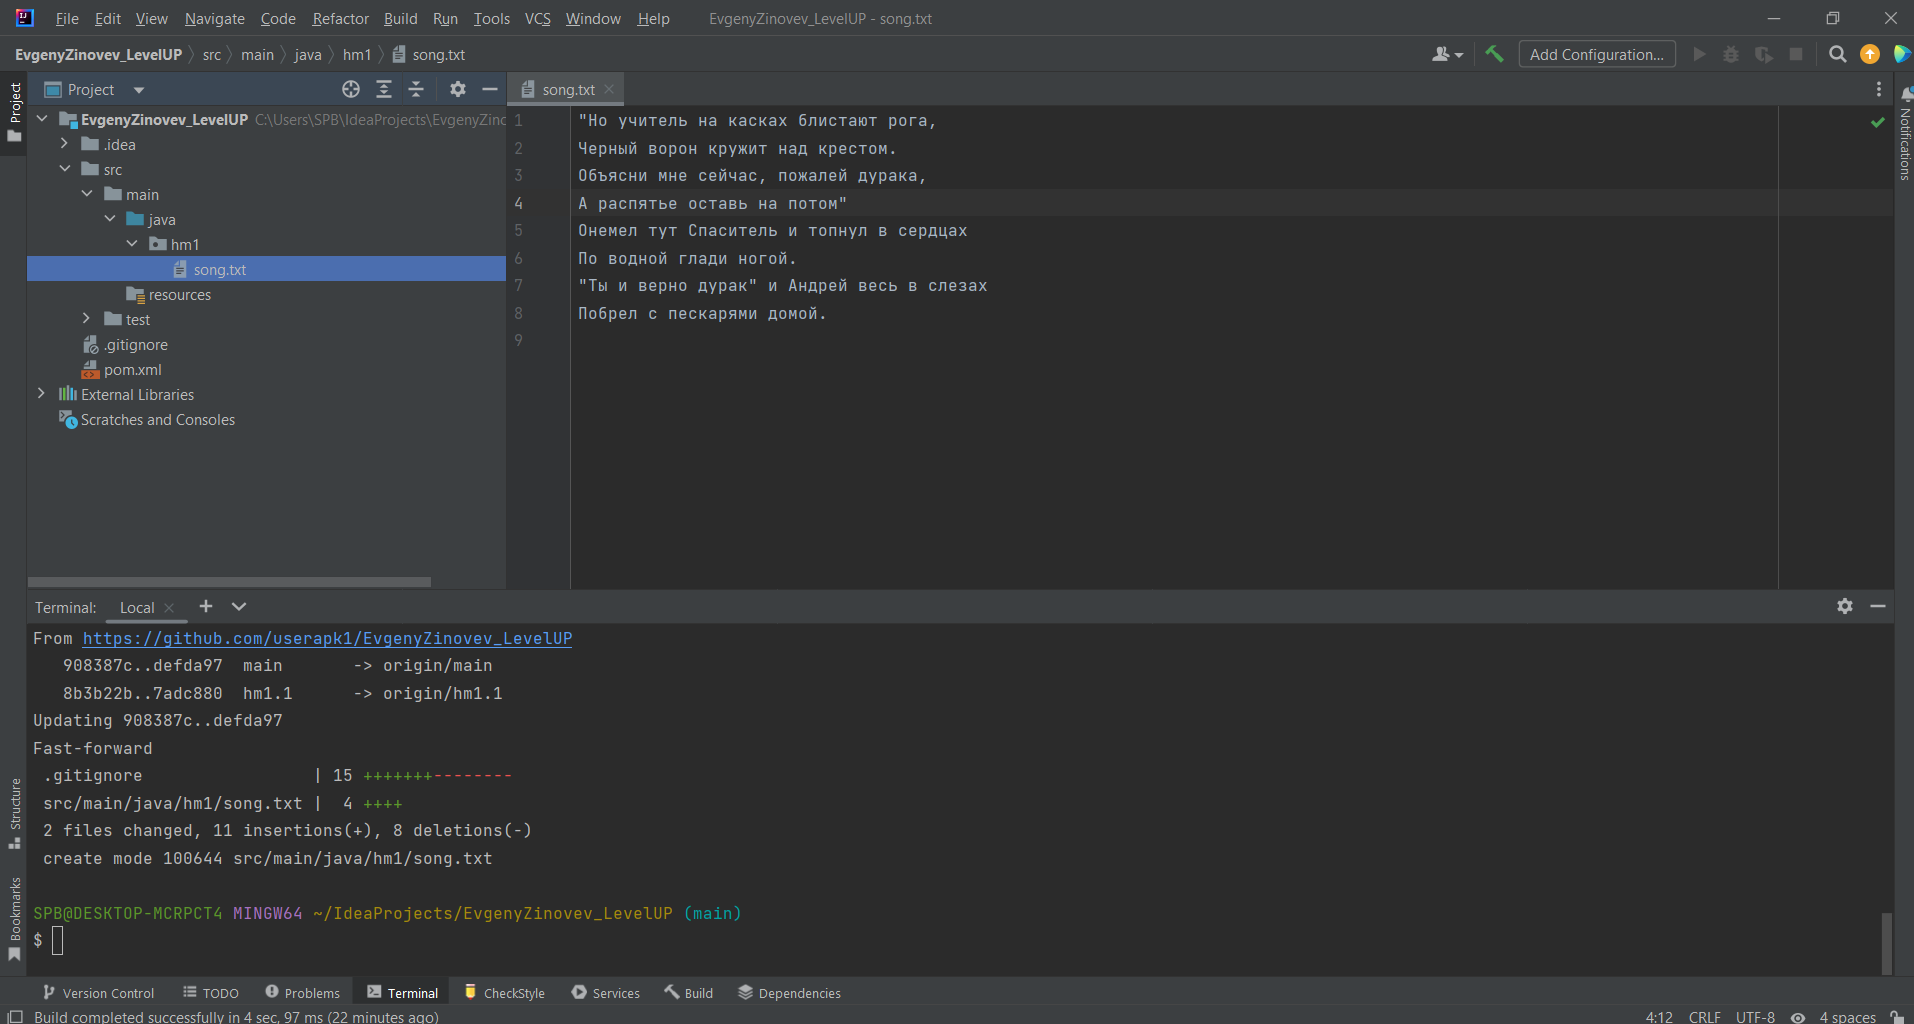 File Edit View Navigate Code Refactor Build Run Tools VCS Window Help EvgenyZinovev_LevelUP - song.txt
EvgenyZinovev_LevelUP src main java hm1 song.txt Add Configuration...
Project
Project
song.txt
Notifications
EvgenyZinovev_LevelUP C:\Users\SPB\IdeaProjects\EvgenyZino
.idea
src
main
java
hm1
song.txt
resources
test
.gitignore
pom.xml
External Libraries
Scratches and Consoles
1 "Но учитель на касках блистают рога,
2 Черный ворон кружит над крестом.
3 Объясни мне сейчас, пожалей дурака,
4 А распятье оставь на потом"
5 Онемел тут Спаситель и топнул в сердцах
6 По водной глади ногой.
7 "Ты и верно дурак" и Андрей весь в слезах
8 Побрел с пескарями домой.
9
Terminal: Local
From https://github.com/userapk1/EvgenyZinovev_LevelUP
908387c..defda97 main -> origin/main
8b3b22b..7adc880 hm1.1 -> origin/hm1.1
Updating 908387c..defda97
Fast-forward
.gitignore | 15 +++++++--------
src/main/java/hm1/song.txt | 4 ++++
2 files changed, 11 insertions(+), 8 deletions(-)
create mode 100644 src/main/java/hm1/song.txt
SPB@DESKTOP-MCRPCT4 MINGW64 ~/IdeaProjects/EvgenyZinovev_LevelUP (main)
$
Structure
Bookmarks
Version Control TODO Problems Terminal CheckStyle Services Build Dependencies
Build completed successfully in 4 sec, 97 ms (22 minutes ago) 4:12 CRLF UTF-8 4 spaces